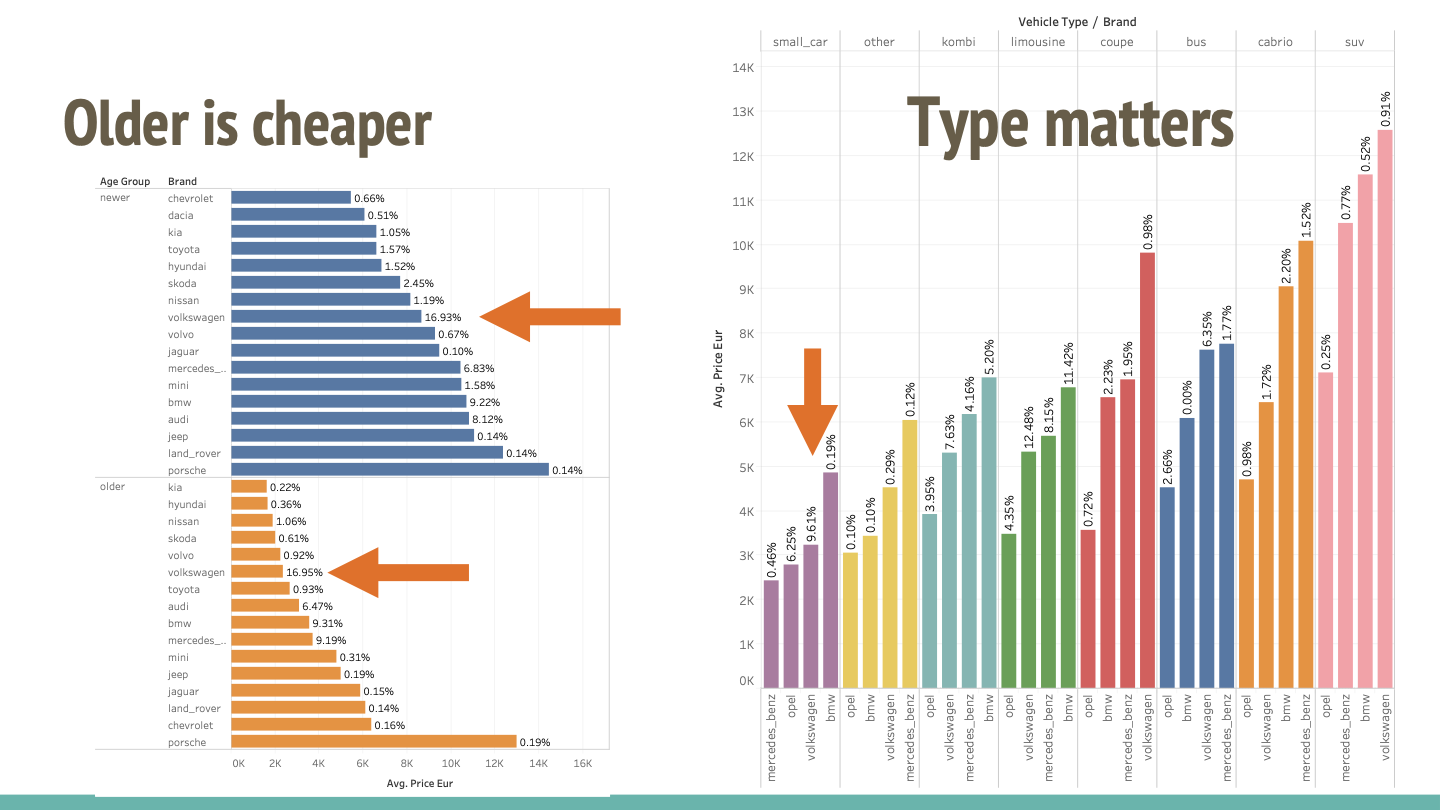 Older is cheaper
Age Group Brand
newer chevrolet 0.66%
dacia 0.51%
kia 1.05%
toyota 1.57%
hyundai 1.52%
skoda 2.45%
nissan 1.19%
volkswagen 16.93%
volvo 0.67%
jaguar 0.10%
mercedes_.. 6.83%
mini 1.58%
bmw 9.22%
audi 8.12%
jeep 0.14%
land_rover 0.14%
porsche 0.14%
older kia 0.22%
hyundai 0.36%
nissan 1.06%
skoda 0.61%
volvo 0.92%
volkswagen 16.95%
toyota 0.93%
audi 6.47%
bmw 9.31%
mercedes_.. 9.19%
mini 0.31%
jeep 0.19%
jaguar 0.15%
land_rover 0.14%
chevrolet 0.16%
porsche 0.19%
0K 2K 4K 6K 8K 10K 12K 14K 16K
Avg. Price Eur
Type matters
Vehicle Type / Brand
small_car other kombi limousine coupe bus cabrio suv
14K
13K
12K
11K
10K
9K
8K
7K
6K
5K
4K
3K
2K
1K
0K
Avg. Price Eur
0.46% 6.25% 9.61% 0.19% 0.10% 0.10% 0.29% 0.12% 3.95% 7.63% 4.16% 5.20% 4.35% 12.48% 8.15% 11.42% 0.72% 2.23% 1.95% 0.98% 2.66% 0.00% 6.35% 1.77% 0.98% 1.72% 2.20% 1.52% 0.25% 0.77% 0.52% 0.91%
mercedes_benz opel volkswagen bmw opel bmw volkswagen mercedes_benz opel volkswagen mercedes_benz bmw opel volkswagen mercedes_benz bmw opel bmw mercedes_benz volkswagen opel bmw volkswagen mercedes_benz opel volkswagen bmw mercedes_benz opel mercedes_benz bmw volkswagen